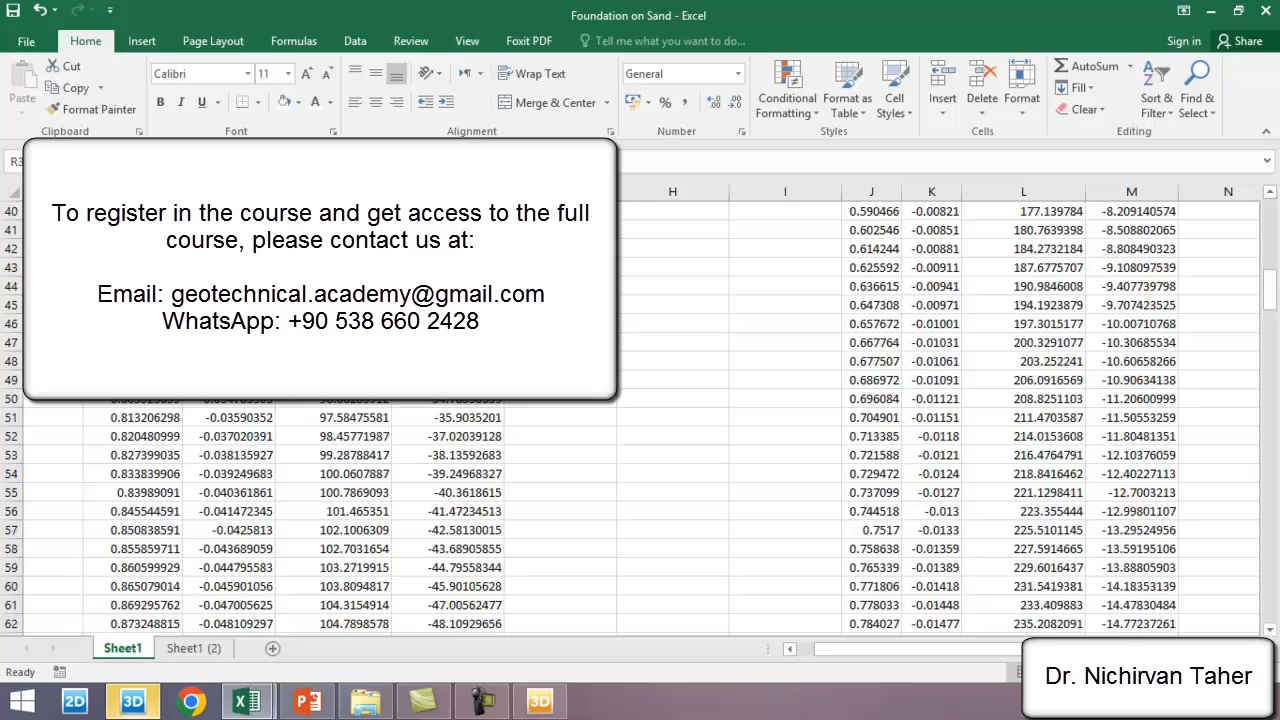 Foundation on Sand - Excel
File Home Insert Page Layout Formulas Data Review View Foxit PDF Tell me what you want to do... Sign in Share
Paste Cut Copy Format Painter Calibri 11 B I U Wrap Text Merge & Center General % , Conditional Formatting Format as Table Cell Styles Insert Delete Format AutoSum Fill Clear Sort & Filter Find & Select
Clipboard Font Alignment Number Styles Cells Editing
To register in the course and get access to the full
course, please contact us at:
Email: geotechnical.academy@gmail.com
WhatsApp: +90 538 660 2428
H I J K L M N
40 0.590466 -0.00821 177.139784 -8.209140574
41 0.602546 -0.00851 180.7639398 -8.508802065
42 0.614244 -0.00881 184.2732184 -8.808490323
43 0.625592 -0.00911 187.6775707 -9.108097539
44 0.636615 -0.00941 190.9846008 -9.407739798
45 0.647308 -0.00971 194.1923879 -9.707423525
46 0.657672 -0.01001 197.3015177 -10.00710768
47 0.667764 -0.01031 200.3291077 -10.30685534
48 0.677507 -0.01061 203.252241 -10.60658266
49 0.686972 -0.01091 206.0916569 -10.90634138
50 0.696084 -0.01121 208.8251103 -11.20600999
51 0.813206298 -0.03590352 97.58475581 -35.9035201 0.704901 -0.01151 211.4703587 -11.50553259
52 0.820480999 -0.037020391 98.45771987 -37.02039128 0.713385 -0.0118 214.0153608 -11.80481351
53 0.827399035 -0.038135927 99.28788417 -38.13592683 0.721588 -0.0121 216.4764791 -12.10376059
54 0.833839906 -0.039249683 100.0607887 -39.24968327 0.729472 -0.0124 218.8416462 -12.40227113
55 0.83989091 -0.040361861 100.7869093 -40.3618615 0.737099 -0.0127 221.1298411 -12.7003213
56 0.845544591 -0.041472345 101.465351 -41.47234513 0.744518 -0.013 223.355444 -12.99801107
57 0.850838591 -0.0425813 102.1006309 -42.58130015 0.7517 -0.0133 225.5101145 -13.29524956
58 0.855859711 -0.043689059 102.7031654 -43.68905855 0.758638 -0.01359 227.5914665 -13.59195106
59 0.860599929 -0.044795583 103.2719915 -44.79558344 0.765339 -0.01389 229.6016437 -13.88805903
60 0.865079014 -0.045901056 103.8094817 -45.90105628 0.771806 -0.01418 231.5419381 -14.18353139
61 0.869295762 -0.047005625 104.3154914 -47.00562477 0.778033 -0.01448 233.409883 -14.47830484
62 0.873248815 -0.048109297 104.7898578 -48.10929656 0.784027 -0.01477 235.2082091 -14.77237261
Sheet1 Sheet1 (2)
Ready
Dr. Nichirvan Taher
2D 3D 3D